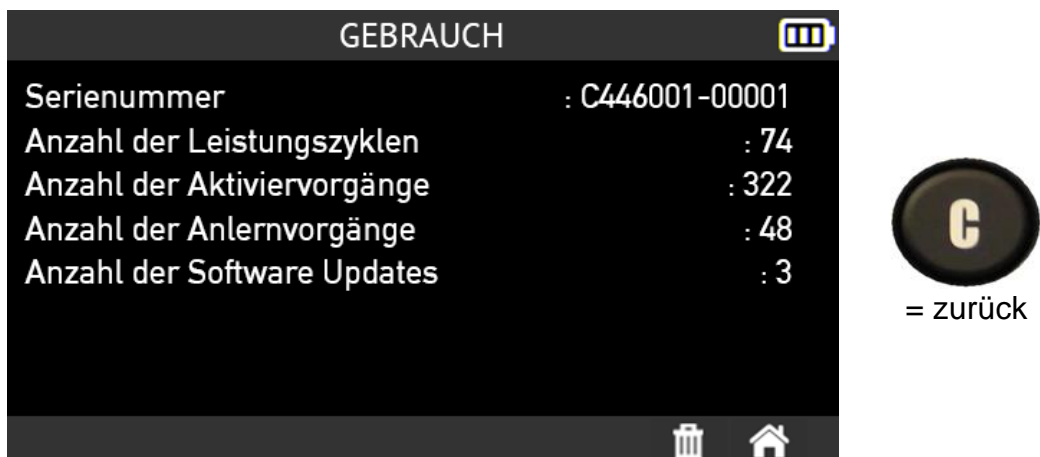 GEBRAUCH
Serienummer : C446001-00001
Anzahl der Leistungszyklen : 74
Anzahl der Aktiviervorgänge : 322
Anzahl der Anlernvorgänge : 48
Anzahl der Software Updates : 3
C
= zurück